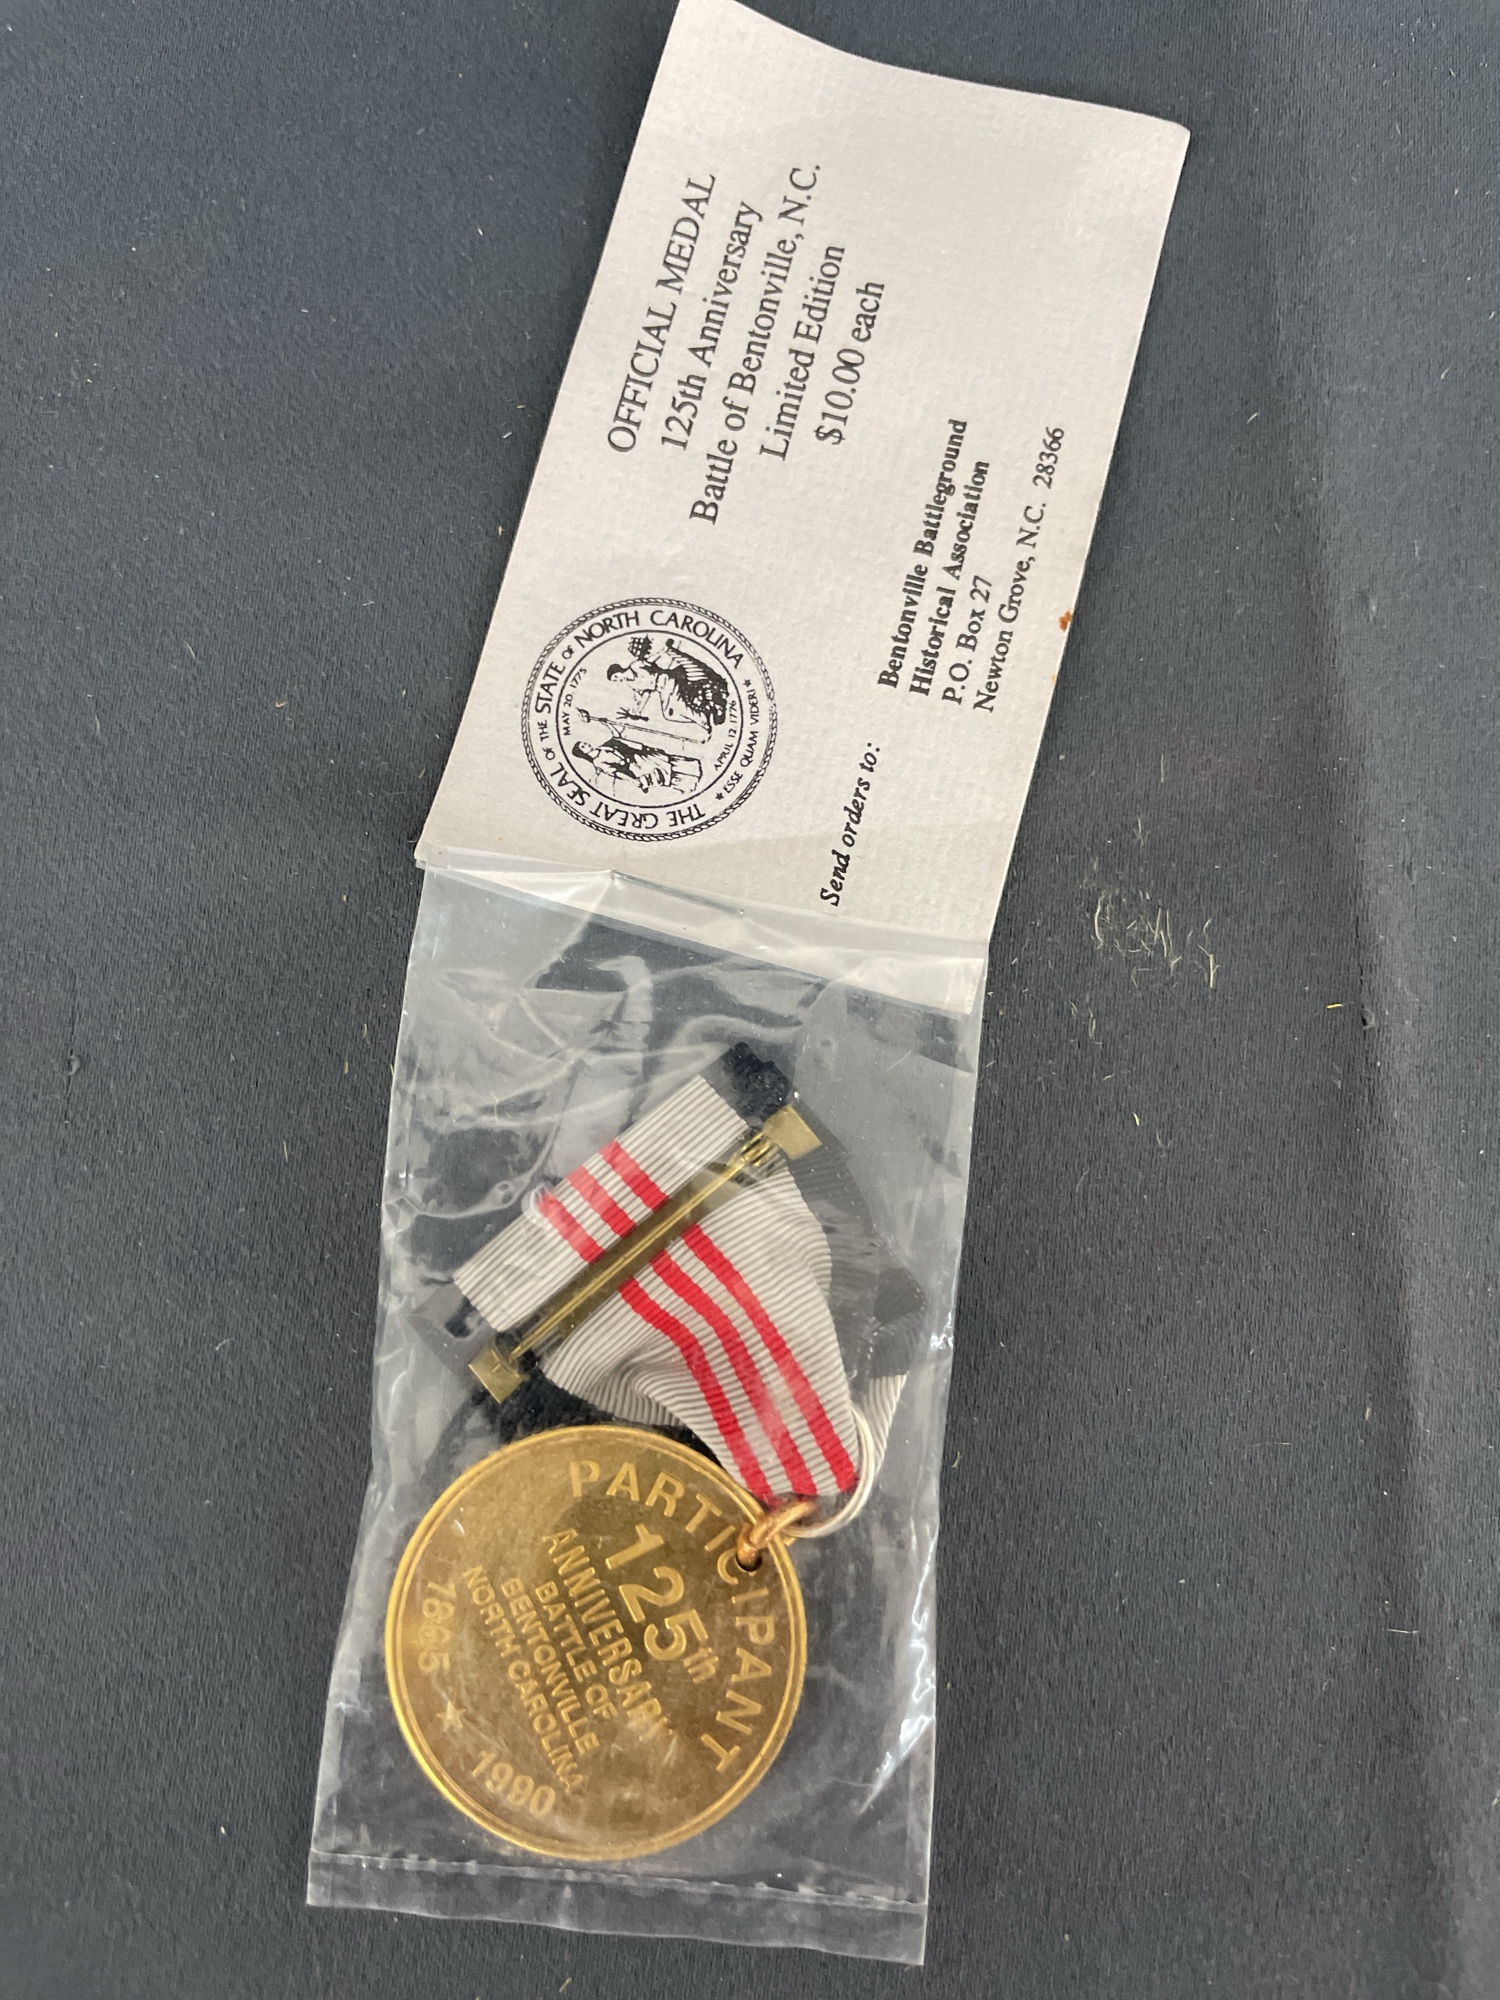 OFFICIAL MEDAL
125th Anniversary
Battle of Bentonville, N.C.
Limited Edition
$10.00 each
THE GREAT SEAL OF THE STATE OF NORTH CAROLINA
MAY 20, 1775
APRIL 12, 1776
★ ESSE QUAM VIDERI ★
Send orders to:
Bentonville Battleground
Historical Association
P.O. Box 27
Newton Grove, N.C. 28366
PARTICIPANT
125th
ANNIVERSARY
BATTLE OF
BENTONVILLE
NORTH CAROLINA
1865 ★ 1990